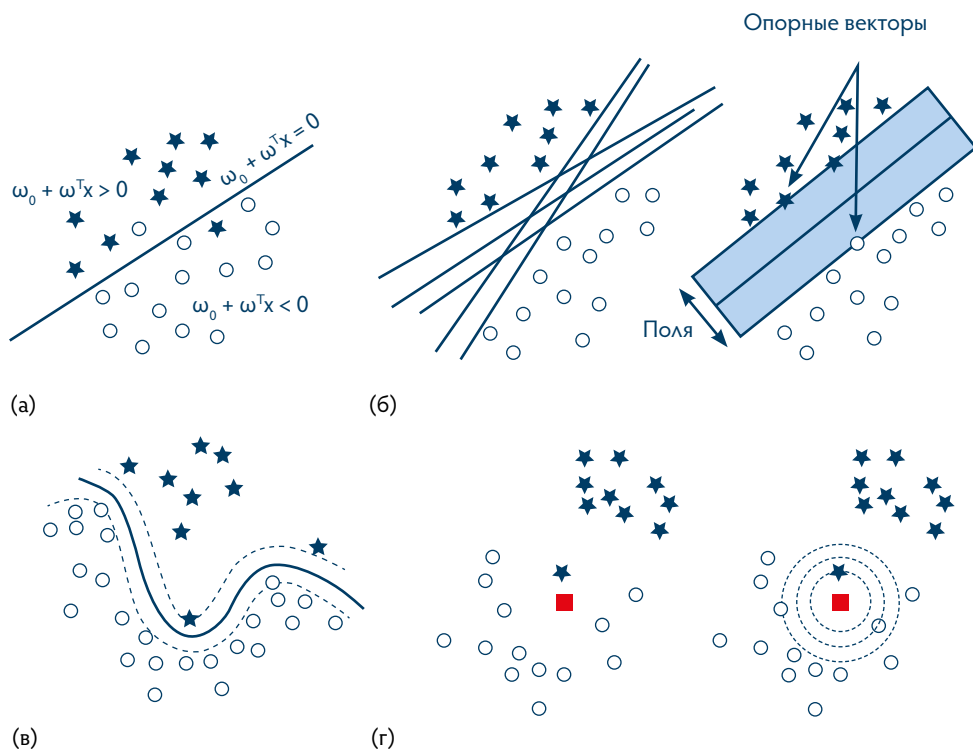 Опорные векторы
ω₀ + ωᵀx = 0
ω₀ + ωᵀx > 0
ω₀ + ωᵀx < 0
Поля
(а)
(б)
(в)
(г)